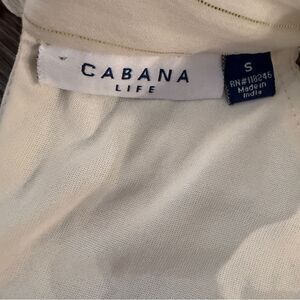 CABANA
LIFE
S
RN#118246
Made in
India